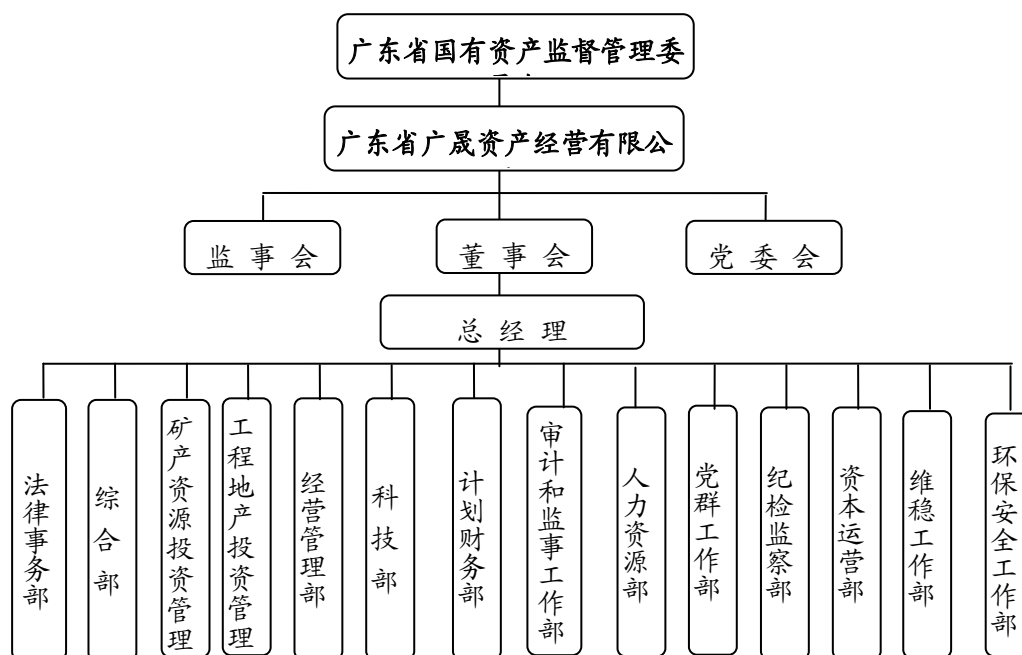 广东省国有资产监督管理委
广东省广晟资产经营有限公
监事会
董事会
党委会
总经理
法律事务部
综合部
矿产资源投资管理
工程地产投资管理
经营管理部
科技部
计划财务部
审计和监事工作部
人力资源部
党群工作部
纪检监察部
资本运营部
维稳工作部
环保安全工作部